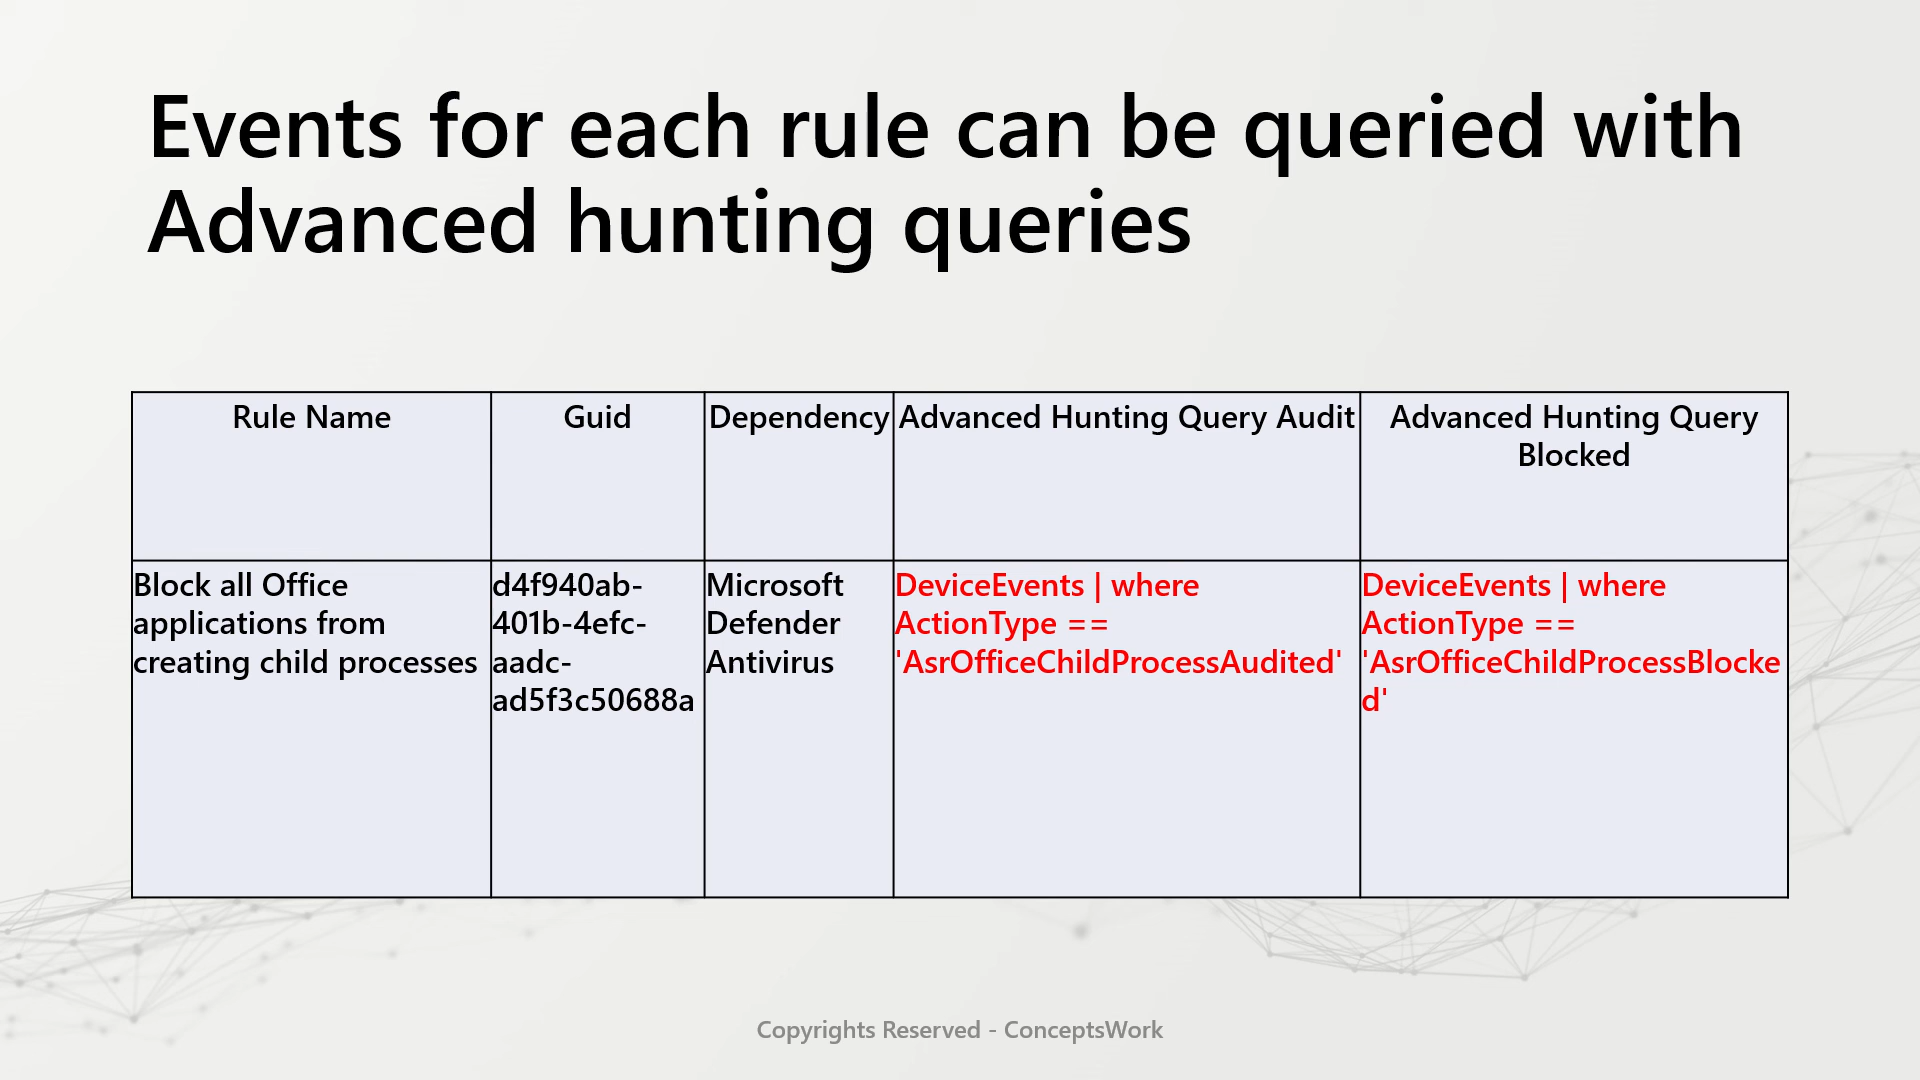 Events for each rule can be queried with
Advanced hunting queries
Rule Name
Guid
Dependency
Advanced Hunting Query Audit
Advanced Hunting Query
Blocked
Block all Office
applications from
creating child processes
d4f940ab-
401b-4efc-
aadc-
ad5f3c50688a
Microsoft
Defender
Antivirus
DeviceEvents | where
ActionType ==
'AsrOfficeChildProcessAudited'
DeviceEvents | where
ActionType ==
'AsrOfficeChildProcessBlocke
d'
Copyrights Reserved - ConceptsWork